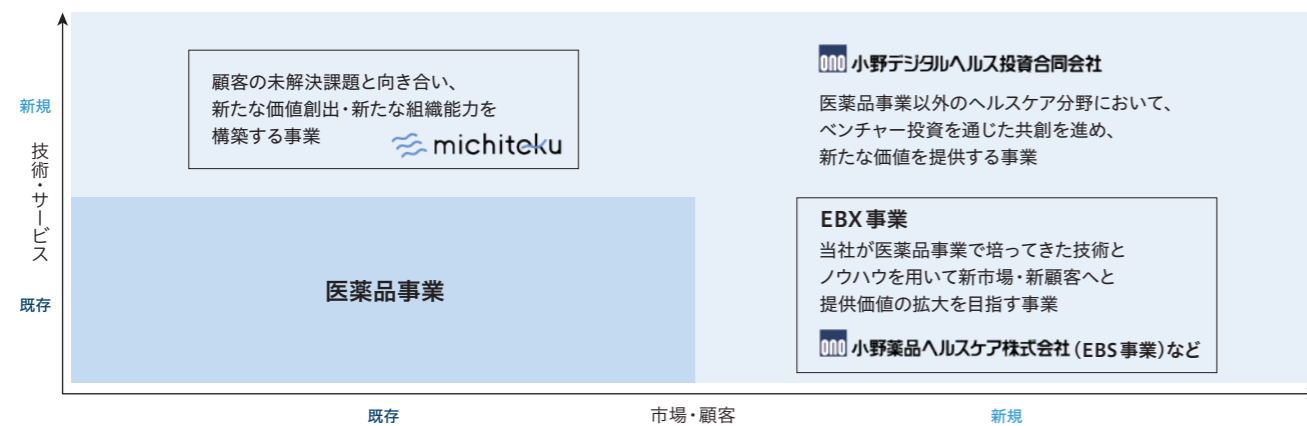 新規
技術・サービス
既存
顧客の未解決課題と向き合い、
新たな価値創出・新たな組織能力を
構築する事業
michiteku
医薬品事業
ono 小野デジタルヘルス投資合同会社
医薬品事業以外のヘルスケア分野において、
ベンチャー投資を通じた共創を進め、
新たな価値を提供する事業
EBX事業
当社が医薬品事業で培ってきた技術と
ノウハウを用いて新市場・新顧客へと
提供価値の拡大を目指す事業
ono 小野薬品ヘルスケア株式会社(EBS事業)など
既存
市場・顧客
新規